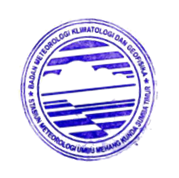 BADAN METEOROLOGI KLIMATOLOGI DAN GEOFISIKA
STASIUN METEOROLOGI UMBU MEHANG KUNDA SUMBA TIMUR